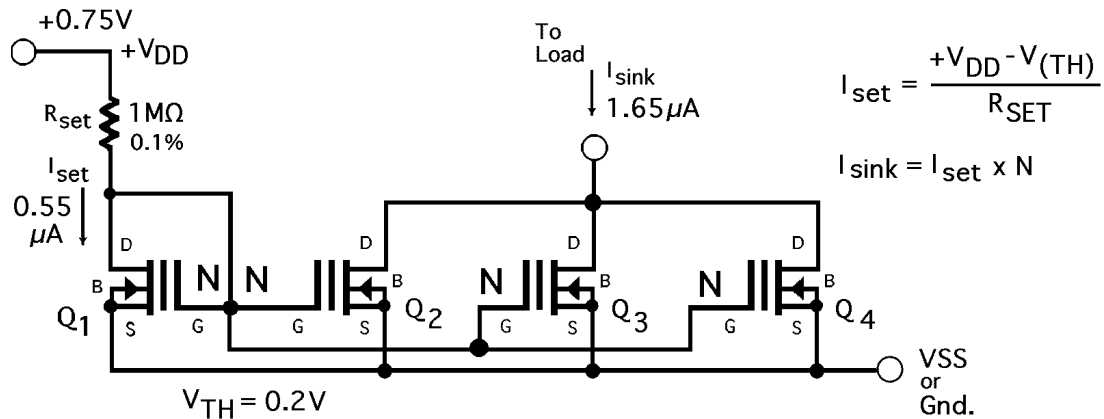 +0.75V
+VDD
Rset
1MΩ
0.1%
Iset
0.55
μA
To
Load
Isink
1.65μA
Iset = +VDD - V(TH)
RSET
Isink = Iset x N
D
B
S
G
Q1
N
N
D
B
S
G
Q2
N
D
B
S
G
Q3
N
D
B
S
G
Q4
VTH = 0.2V
VSS
or
Gnd.